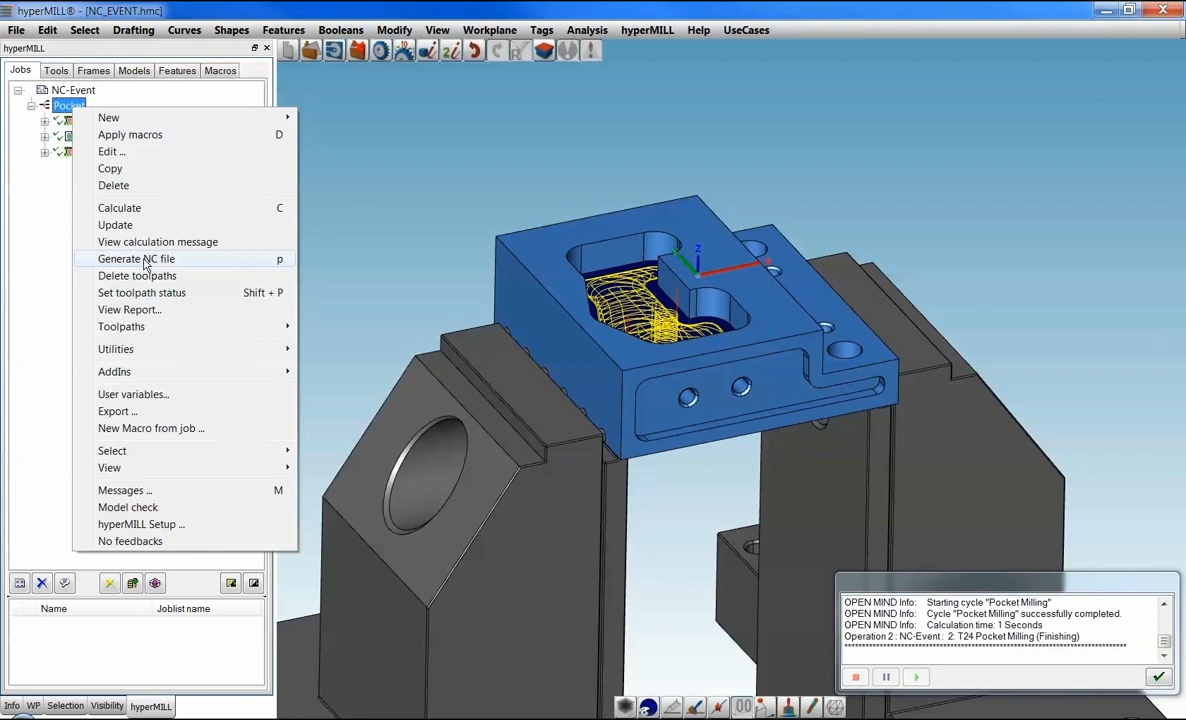 hyperMILL® - [NC_EVENT.hmc]
File Edit Select Drafting Curves Shapes Features Booleans Modify View Workplane Tags Analysis hyperMILL Help UseCases
hyperMILL
Jobs Tools Frames Models Features Macros
NC-Event
Pocket
New
Apply macros D
Edit ...
Copy
Delete
Calculate C
Update
View calculation message
Generate NC file p
Delete toolpaths
Set toolpath status Shift + P
View Report...
Toolpaths
Utilities
AddIns
User variables...
Export ...
New Macro from job ...
Select
View
Messages ... M
Model check
hyperMILL Setup ...
No feedbacks
Name Joblist name
Info WP Selection Visibility hyperMILL
Z
OPEN MIND Info: Starting cycle "Pocket Milling"
OPEN MIND Info: Cycle "Pocket Milling" successfully completed.
OPEN MIND Info: Calculation time: 1 Seconds
Operation 2 : NC-Event : 2: T24 Pocket Milling (Finishing)